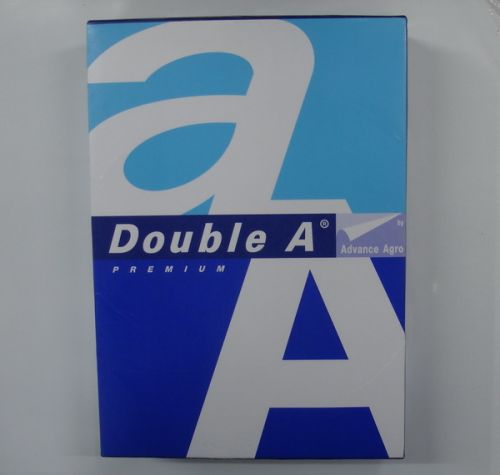 a
Double A®
by
Advance Agro
PREMIUM
A